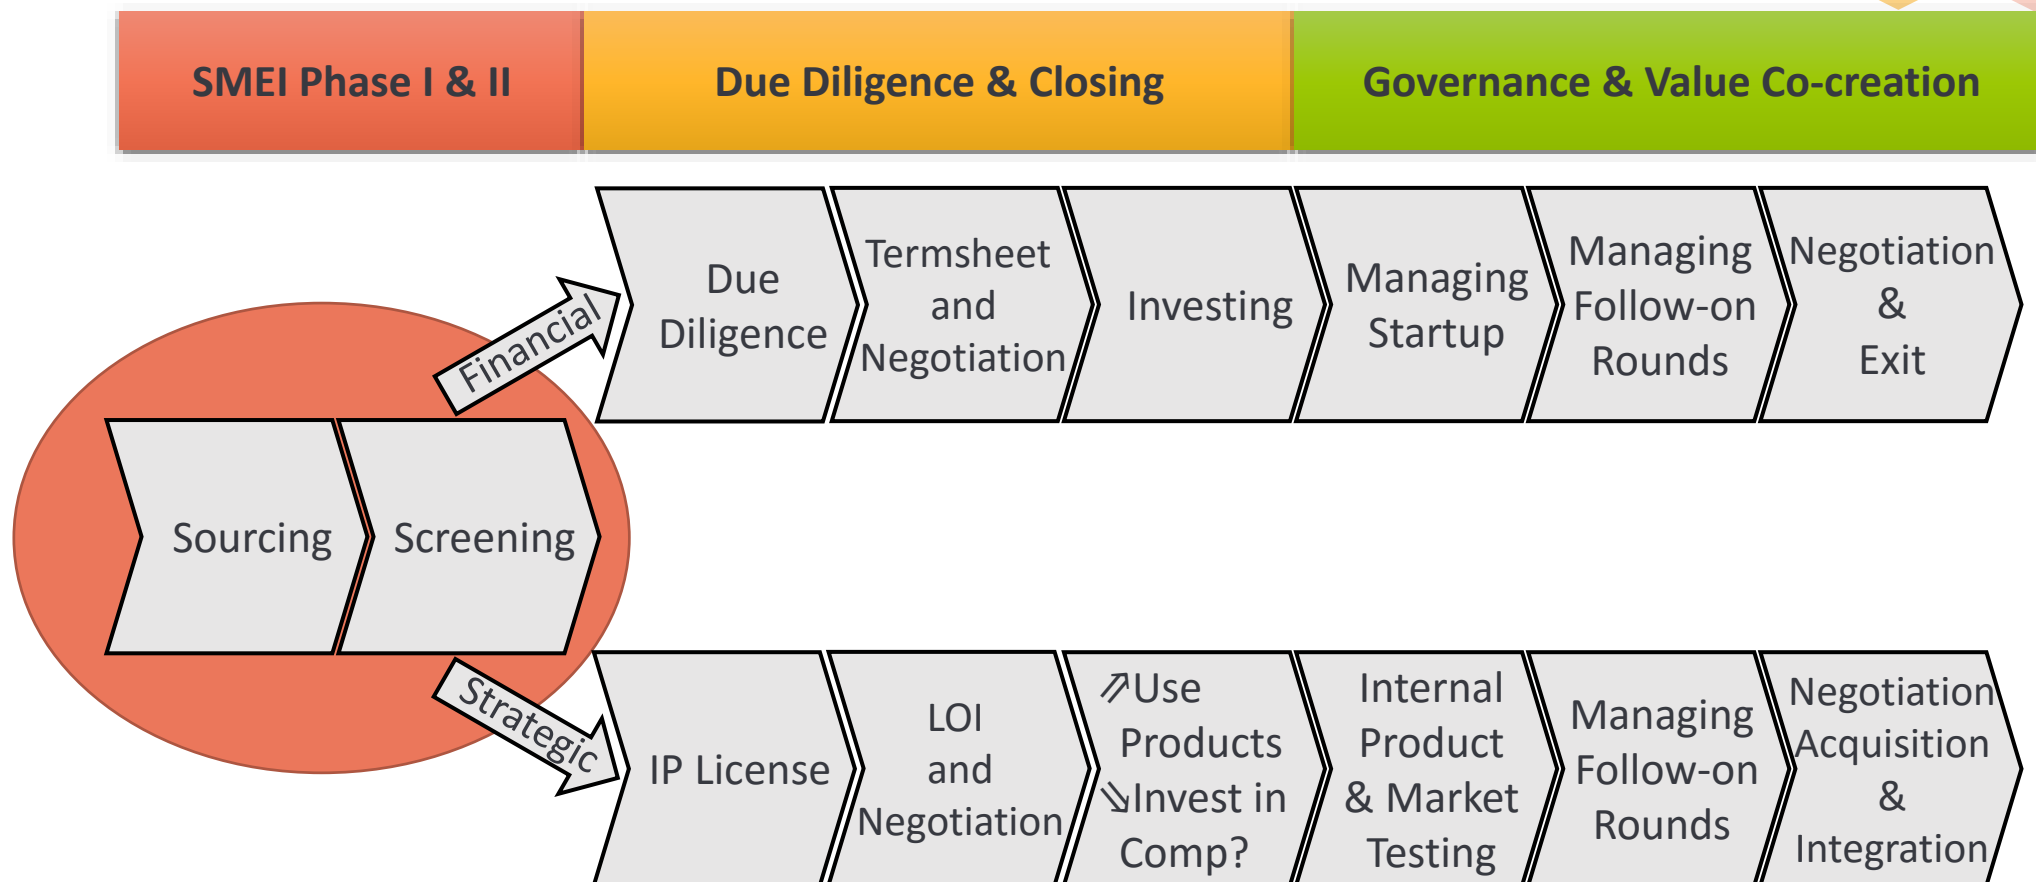 SMEI Phase I & II
Due Diligence & Closing
Governance & Value Co-creation
Due
Diligence
Termsheet
and
Negotiation
Investing
Managing
Startup
Managing
Follow-on
Rounds
Negotiation
&
Exit
Financial
Sourcing
Screening
Strategic
IP License
LOI
and
Negotiation
⇗Use
Products
⇘Invest in
Comp?
Internal
Product
& Market
Testing
Managing
Follow-on
Rounds
Negotiation
Acquisition
&
Integration